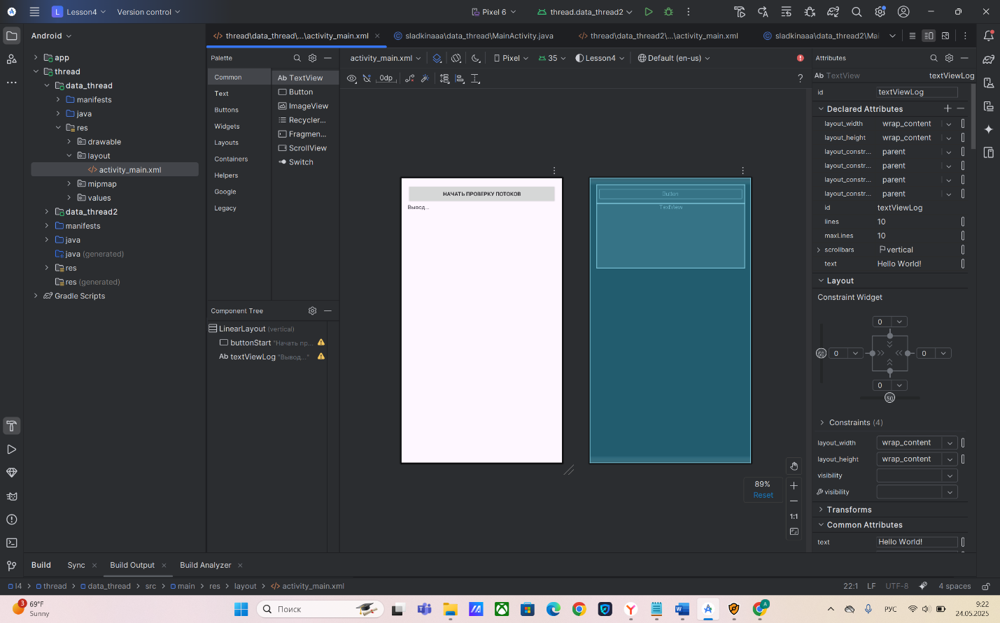 L Lesson4 Version control Pixel 6 thread.data_thread2
Android
app
thread
data_thread
manifests
java
res
drawable
layout
activity_main.xml
mipmap
values
data_thread2
manifests
java
java (generated)
res
res (generated)
Gradle Scripts
thread\data_thread\...\activity_main.xml
sladkinaaa\data_thread\MainActivity.java
thread\data_thread2\...\activity_main.xml
sladkinaaa\data_thread2\Mai
Palette
Common
Text
Buttons
Widgets
Layouts
Containers
Helpers
Google
Legacy
Ab TextView
Button
ImageView
Recycler...
Fragmen...
ScrollView
Switch
Component Tree
LinearLayout (vertical)
buttonStart "Начать пр...
Ab textViewLog "Вывод..."
activity_main.xml Pixel 35 Lesson4 Default (en-us)
0dp
?
НАЧАТЬ ПРОВЕРКУ ПОТОКОВ
Вывод...
Button
TextView
89%
Reset
1:1
Attributes
Ab TextView textViewLog
id textViewLog
Declared Attributes
layout_width wrap_content
layout_height wrap_content
layout_constr... parent
layout_constr... parent
layout_constr... parent
layout_constr... parent
id textViewLog
lines 10
maxLines 10
scrollbars vertical
text Hello World!
Layout
Constraint Widget
0
50 0 0
0
50
Constraints (4)
layout_width wrap_content
layout_height wrap_content
visibility
visibility
Transforms
Common Attributes
text Hello World!
Build Sync Build Output Build Analyzer
l4 thread data_thread src main res layout activity_main.xml
22:1 LF UTF-8 4 spaces
3 69°F
Sunny
Поиск
A
РУС
9:22
24.05.2025